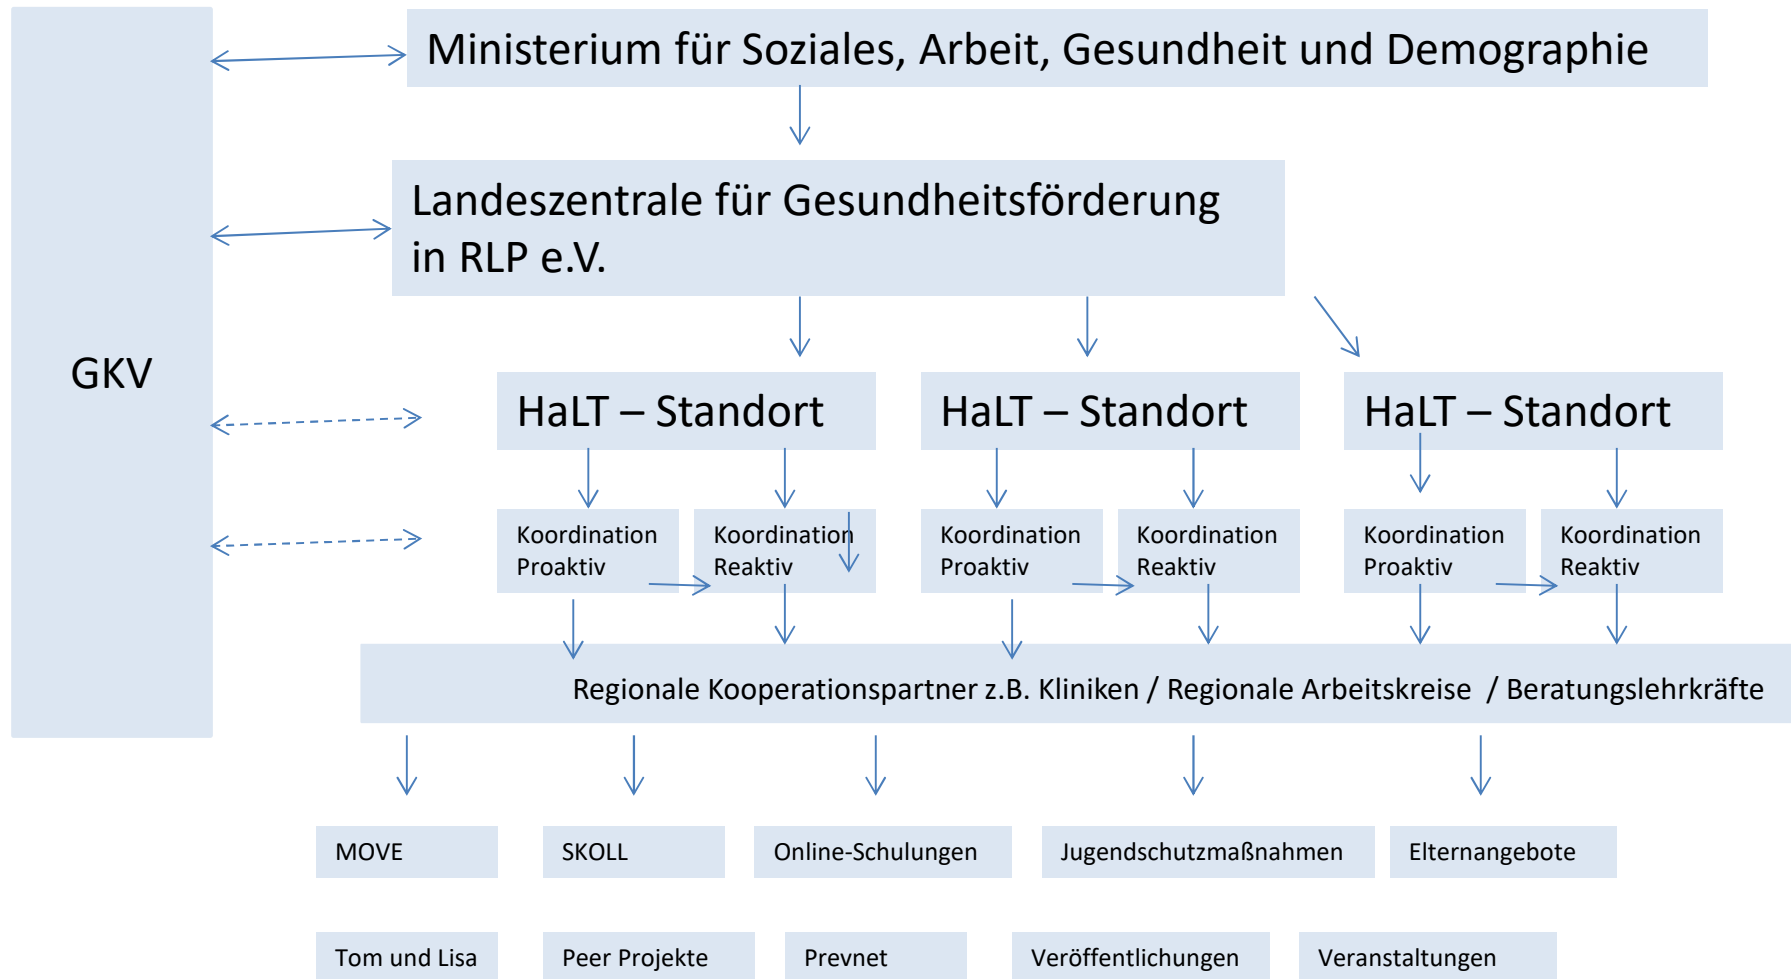 Ministerium für Soziales, Arbeit, Gesundheit und Demographie
Landeszentrale für Gesundheitsförderung
in RLP e.V.
GKV
HaLT – Standort
HaLT – Standort
HaLT – Standort
Koordination
Proaktiv
Koordination
Reaktiv
Koordination
Proaktiv
Koordination
Reaktiv
Koordination
Proaktiv
Koordination
Reaktiv
Regionale Kooperationspartner z.B. Kliniken / Regionale Arbeitskreise / Beratungslehrkräfte
MOVE
SKOLL
Online-Schulungen
Jugendschutzmaßnahmen
Elternangebote
Tom und Lisa
Peer Projekte
Prevnet
Veröffentlichungen
Veranstaltungen